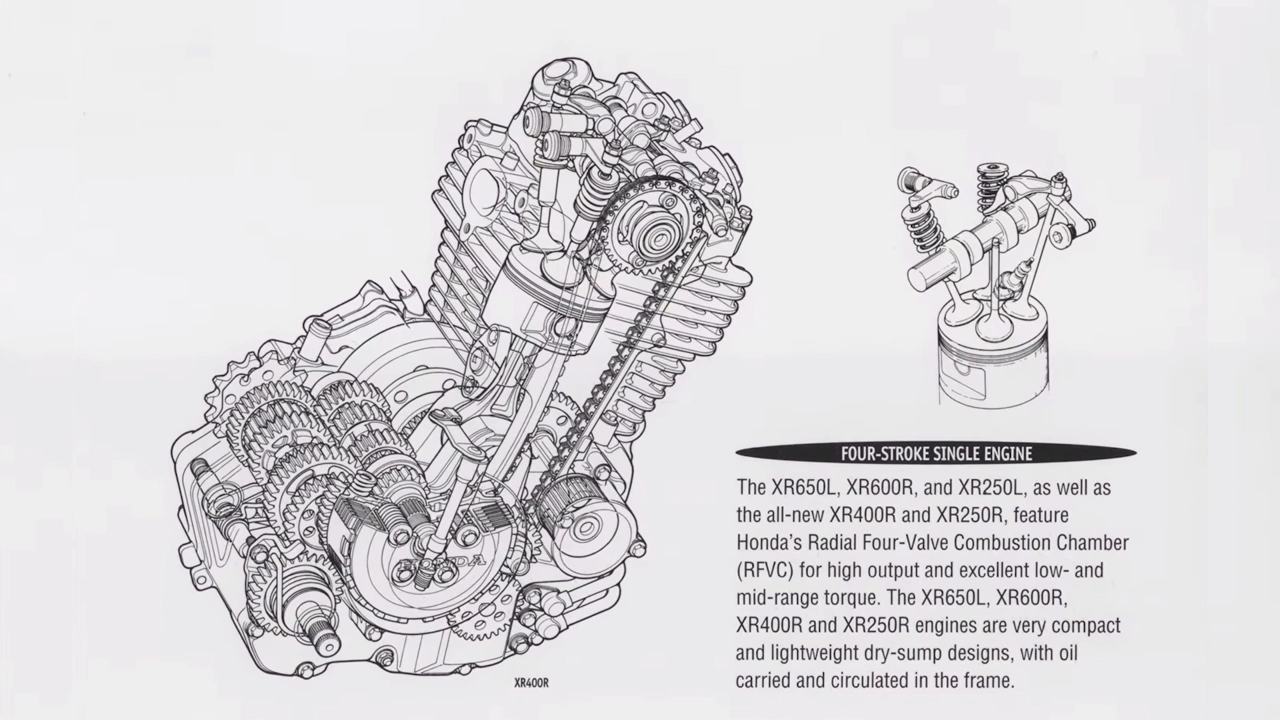 HONDA
XR400R
FOUR-STROKE SINGLE ENGINE
The XR650L, XR600R, and XR250L, as well as
the all-new XR400R and XR250R, feature
Honda's Radial Four-Valve Combustion Chamber
(RFVC) for high output and excellent low- and
mid-range torque. The XR650L, XR600R,
XR400R and XR250R engines are very compact
and lightweight dry-sump designs, with oil
carried and circulated in the frame.